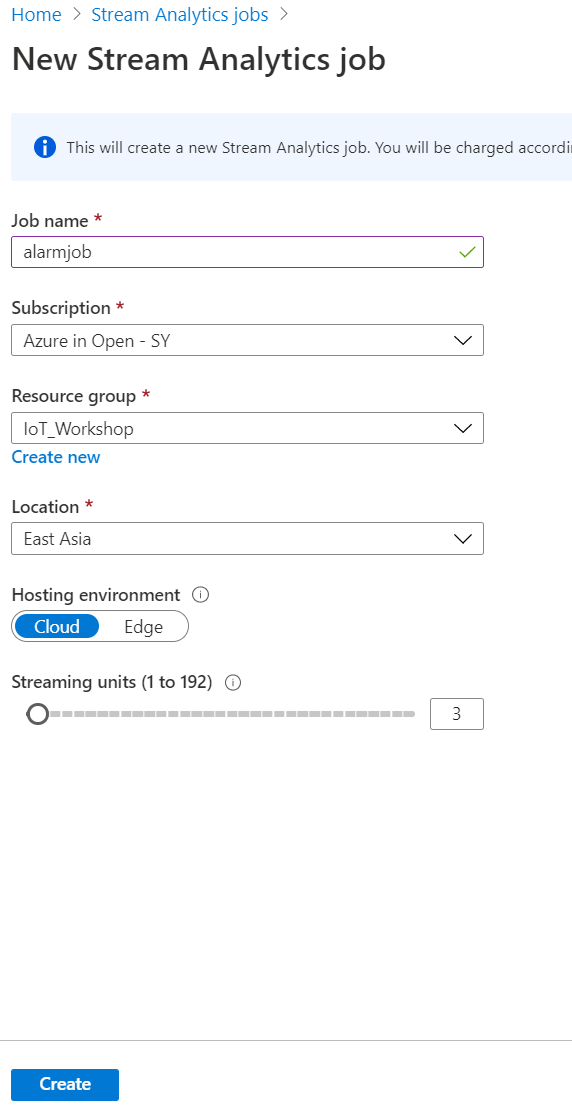 Home > Stream Analytics jobs >
New Stream Analytics job
This will create a new Stream Analytics job. You will be charged accordi
Job name *
alarmjob
Subscription *
Azure in Open - SY
Resource group *
IoT_Workshop
Create new
Location *
East Asia
Hosting environment
Cloud Edge
Streaming units (1 to 192)
3
Create